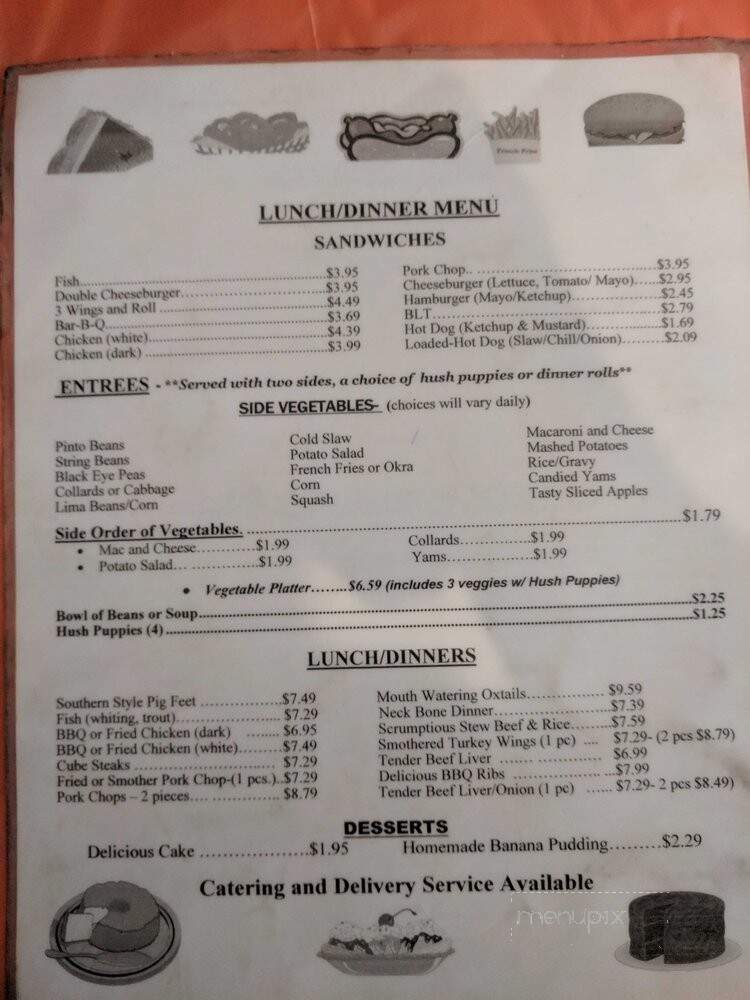 French Fries
LUNCH/DINNER MENU
SANDWICHES
Fish...$3.95
Double Cheeseburger...$3.95
3 Wings and Roll ...$4.49
Bar-B-Q...$3.69
Chicken (white)...$4.39
Chicken (dark) ...$3.99
Pork Chop.. ...$3.95
Cheeseburger (Lettuce, Tomato/ Mayo)......$2.95
Hamburger (Mayo/Ketchup)...$2.45
BLT...$2.79
Hot Dog (Ketchup & Mustard)...$1.69
Loaded-Hot Dog (Slaw/Chill/Onion)...$2.09
ENTREES - **Served with two sides, a choice of hush puppies or dinner rolls**
SIDE VEGETABLES- (choices will vary daily)
Pinto Beans
String Beans
Black Eye Peas
Collards or Cabbage
Lima Beans/Corn
Cold Slaw
Potato Salad
French Fries or Okra
Corn
Squash
Macaroni and Cheese
Mashed Potatoes
Rice/Gravy
Candied Yams
Tasty Sliced Apples
Side Order of Vegetables. ...$1.79
• Mac and Cheese...$1.99
• Potato Salad... ...$1.99
Collards...$1.99
Yams...$1.99
• Vegetable Platter........$6.59 (includes 3 veggies w/ Hush Puppies)
Bowl of Beans or Soup...$2.25
Hush Puppies (4)...$1.25
LUNCH/DINNERS
Southern Style Pig Feet ...$7.49
Fish (whiting, trout)...$7.29
BBQ or Fried Chicken (dark) ........ $6.95
BBQ or Fried Chicken (white)...$7.49
Cube Steaks ... $7.29
Fried or Smother Pork Chop-(1 pcs.)..$7.29
Pork Chops – 2 pieces.... ... $8.79
Mouth Watering Oxtails... $9.59
Neck Bone Dinner...$7.39
Scrumptious Stew Beef & Rice...$7.59
Smothered Turkey Wings (1 pc) .... $7.29- (2 pcs $8.79)
Tender Beef Liver ....... ... $6.99
Delicious BBQ Ribs ... ...$7.99
Tender Beef Liver/Onion (1 pc) ...... $7.29- 2 pcs $8.49)
DESSERTS
Delicious Cake ...$1.95
Homemade Banana Pudding.........$2.29
Catering and Delivery Service Available
menupix